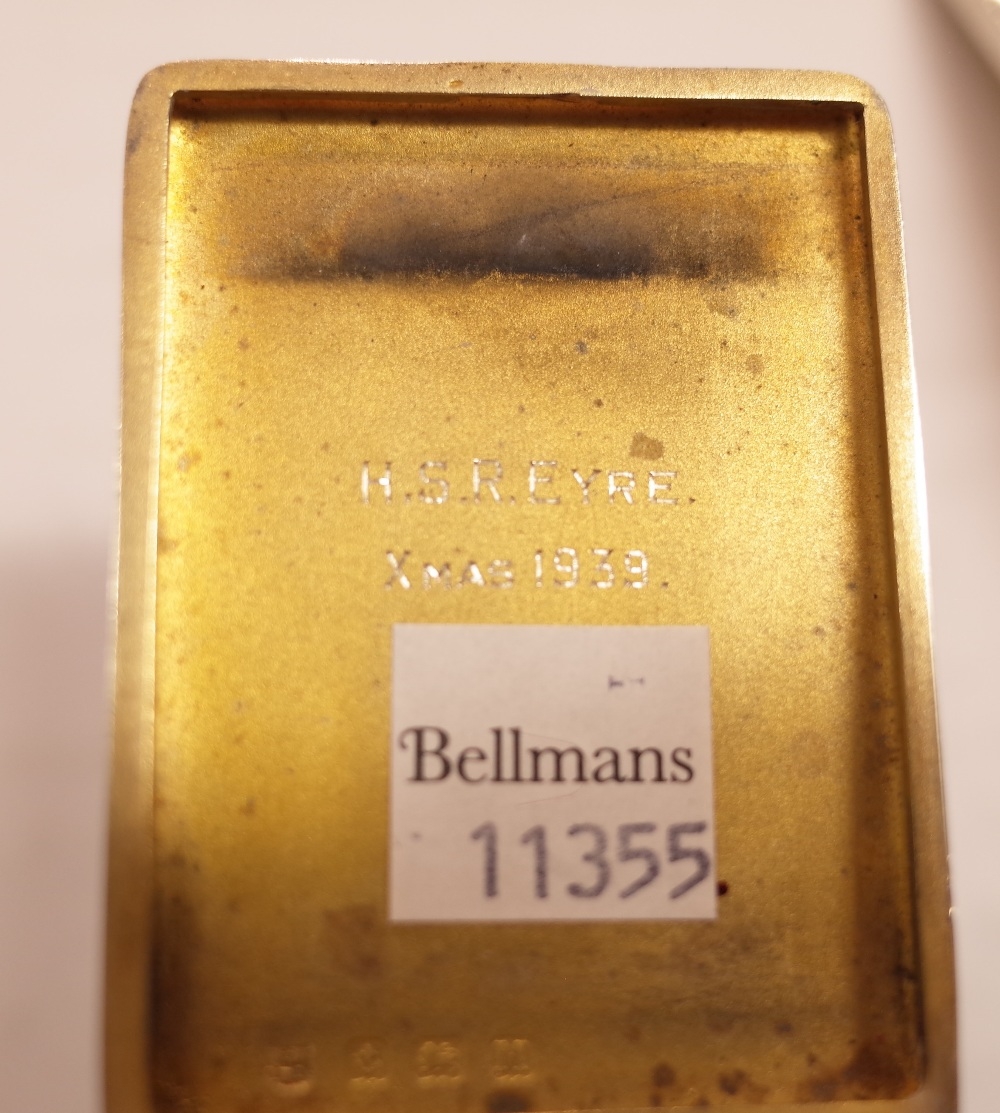 H.S.R.EYRE.
XMAS 1939.
Bellmans
11355